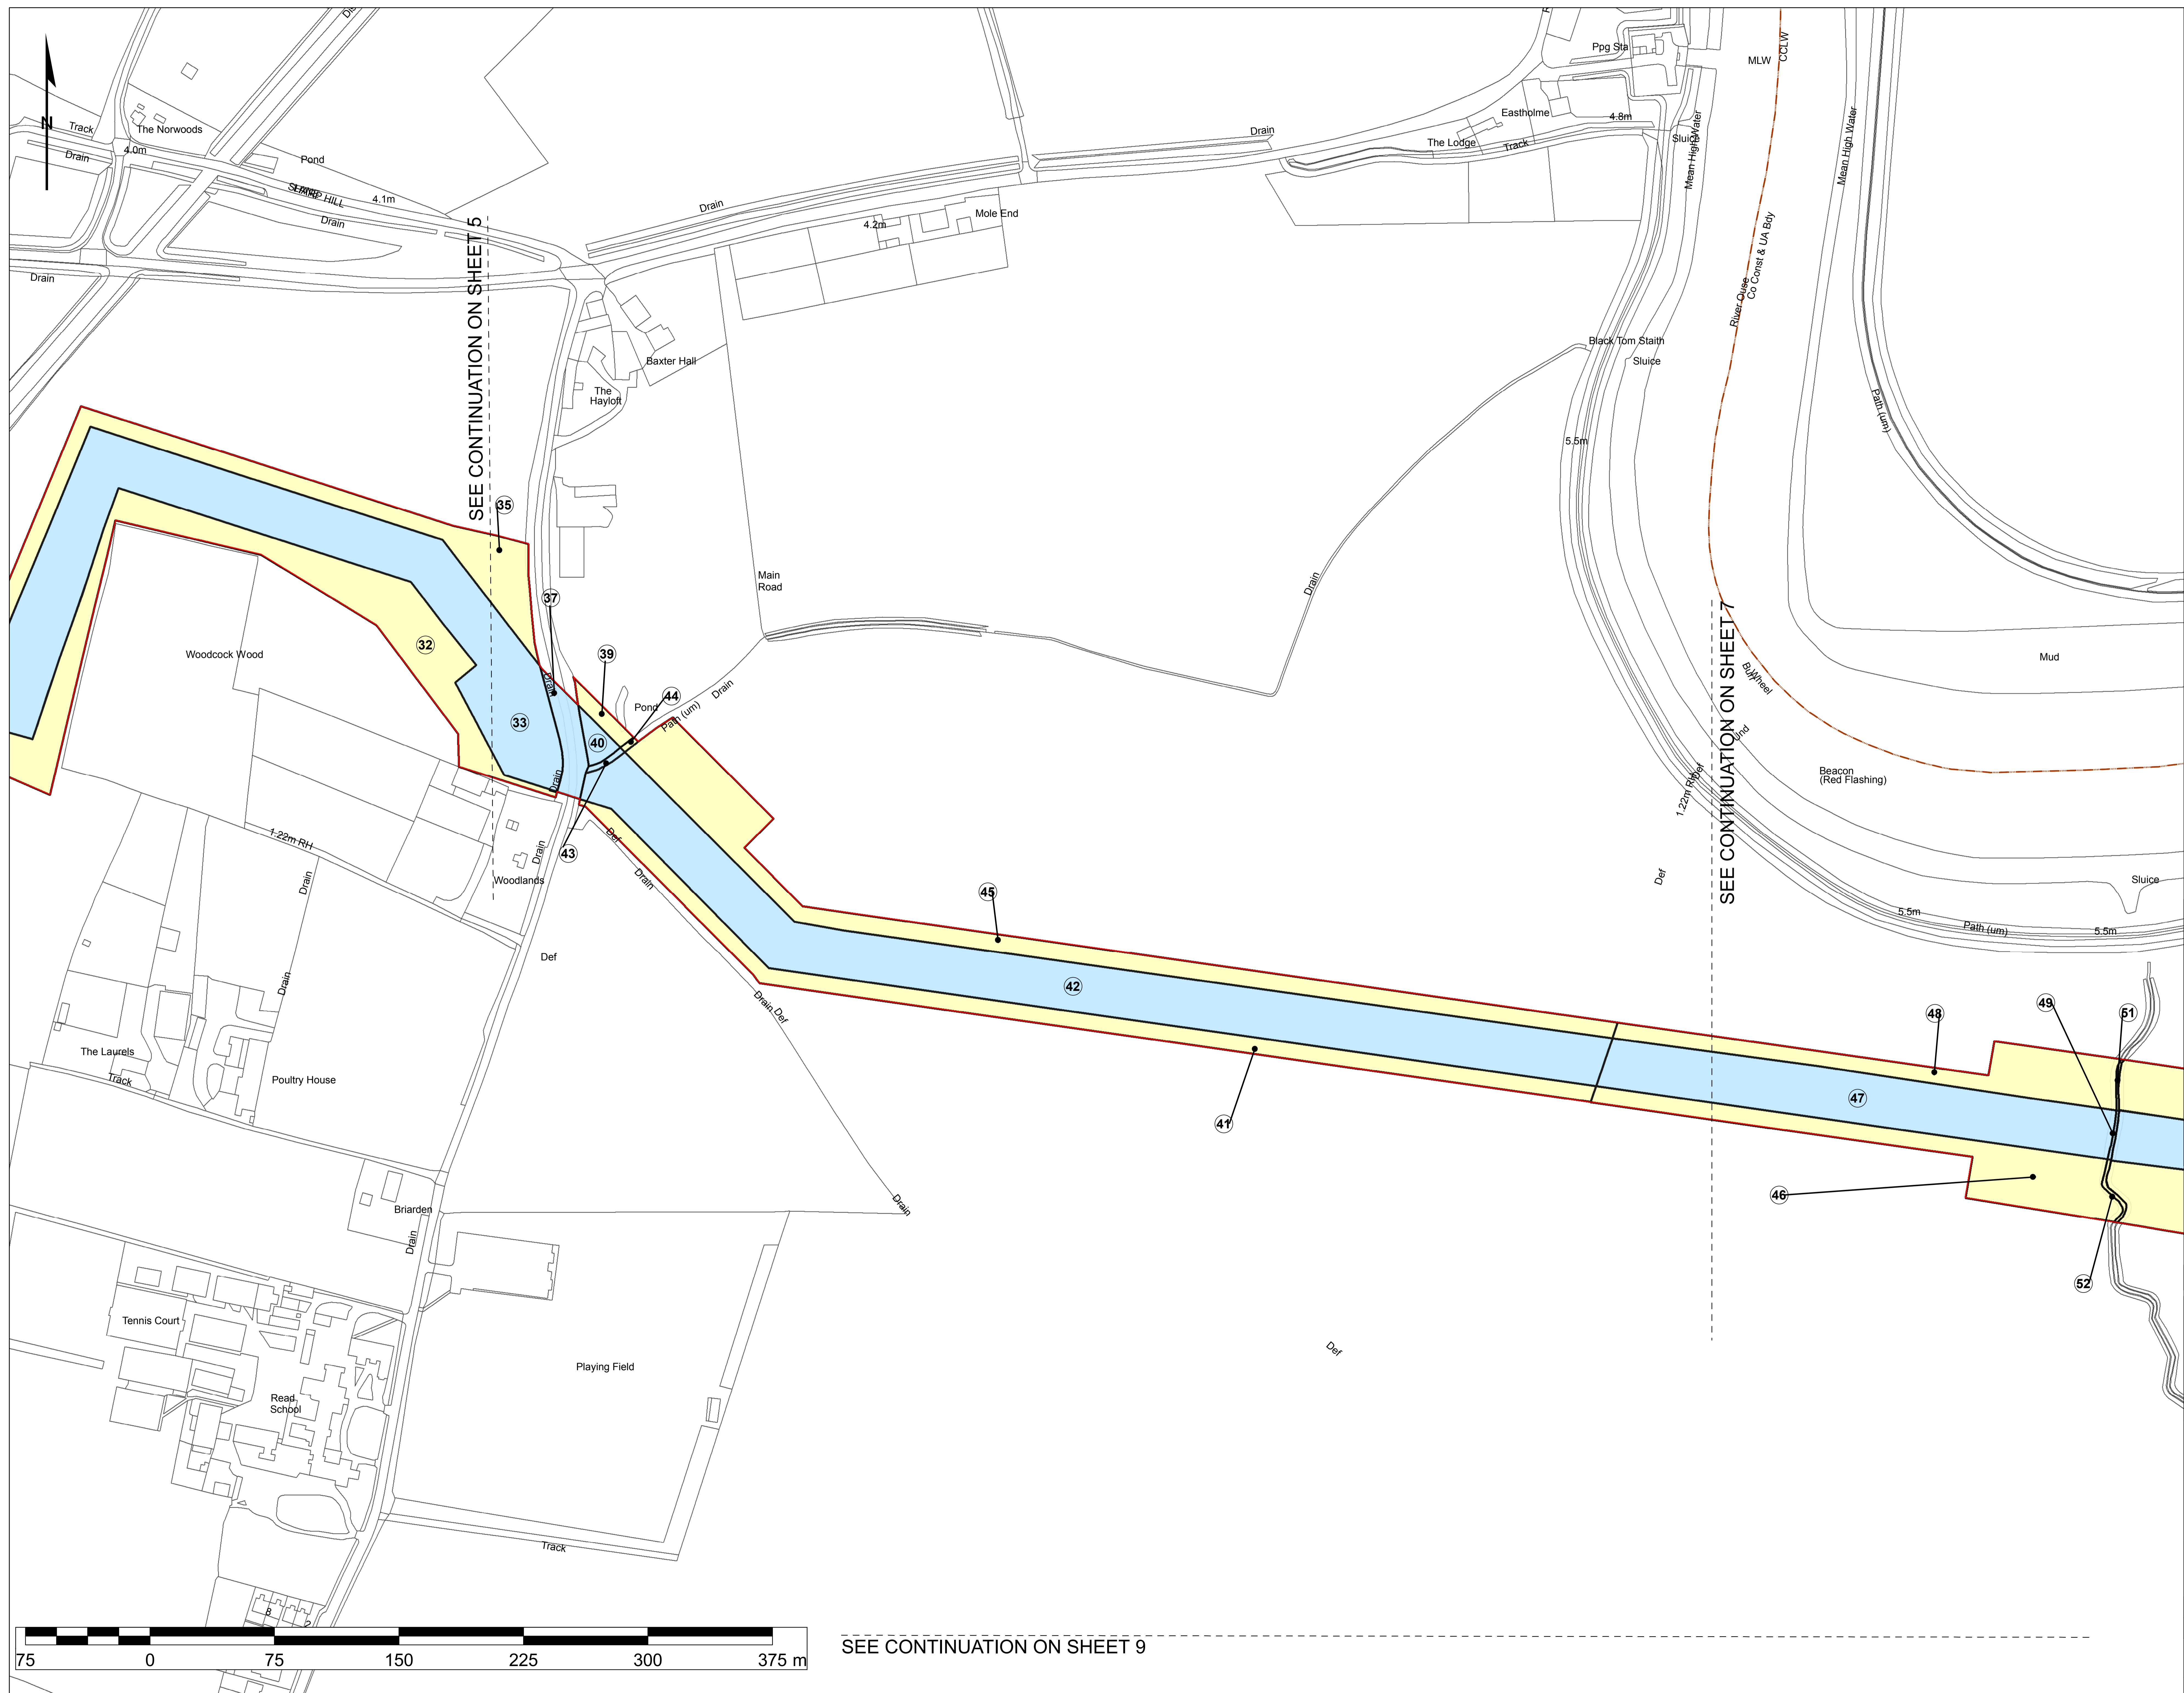 Ppg Sta
MLW
CCLW
N
Track
The Norwoods
Eastholme
4.8m
Drain
4.0m
Drain
Pond
The Lodge
Track
Sluice
Mean High Water
Mean High Water
HILL
4.1m
Drain
Drain
Mole End
4.2m
Drain
River Ouse
Co Const & UA Bdy
SEE CONTINUATION ON SHEET 5
Baxter Hall
Black Tom Staith
Sluice
The
Hayloft
Path (um)
5.5m
35
Main
Road
Drain
37
32
Woodcock Wood
39
Mud
SEE CONTINUATION ON SHEET 7
Drain
44
Drain
Pond
Path (um)
Burr
Wheel
33
40
Und
Drain
Beacon
(Red Flashing)
1.22m RH
Def
1.22m RH
Def
43
Drain
Drain
Woodlands
Drain
Def
45
Sluice
5.5m
Path (um)
5.5m
Def
Drain
42
Drain
Def
49
48
51
The Laurels
Track
Poultry House
41
47
46
Briarden
Drain
Drain
52
Tennis Court
Def
Playing Field
Read
School
Track
8
2
75 0 75 150 225 300 375 m
SEE CONTINUATION ON SHEET 9